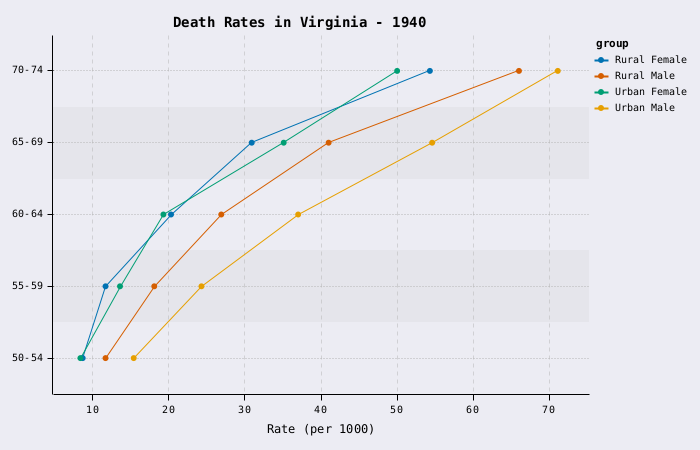 Death Rates in Virginia - 1940
group
Rural Female
Rural Male
Urban Female
Urban Male
70-74
65-69
60-64
55-59
50-54
10 20 30 40 50 60 70
Rate (per 1000)